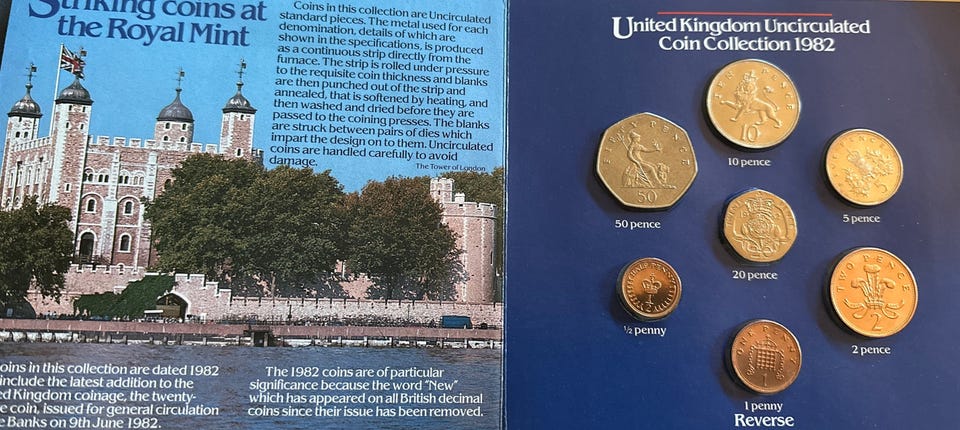 Striking coins at
the Royal Mint
Coins in this collection are Uncirculated
standard pieces. The metal used for each
denomination, details of which are
shown in the specifications, is produced
as a continuous strip directly from the
furnace. The strip is rolled under pressure
to the requisite coin thickness and blanks
are then punched out of the strip and
annealed, that is softened by heating, and
then washed and dried before they are
passed to the coining presses. The blanks
are struck between pairs of dies which
impart the design on to them. Uncirculated
coins are handled carefully to avoid
damage.
The Tower of London
oins in this collection are dated 1982
include the latest addition to the
ed Kingdom coinage, the twenty-
e coin, issued for general circulation
e Banks on 9th June 1982.
The 1982 coins are of particular
significance because the word "New"
which has appeared on all British decimal
coins since their issue has been removed.
United Kingdom Uncirculated
Coin Collection 1982
TEN PENCE
10
10 pence
FIFTY PENCE
50
50 pence
5
5 pence
TWENTY PENCE
20 pence
HALF PENNY
½
½ penny
TWO PENCE
2
2 pence
ONE PENNY
1
1 penny
Reverse